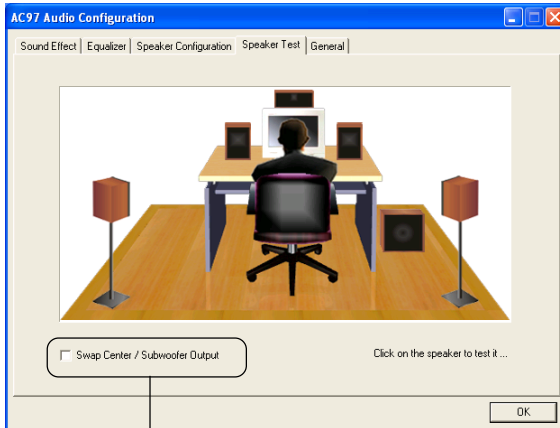 AC97 Audio Configuration
Sound Effect Equalizer Speaker Configuration Speaker Test General
Swap Center / Subwoofer Output
Click on the speaker to test it ...
OK